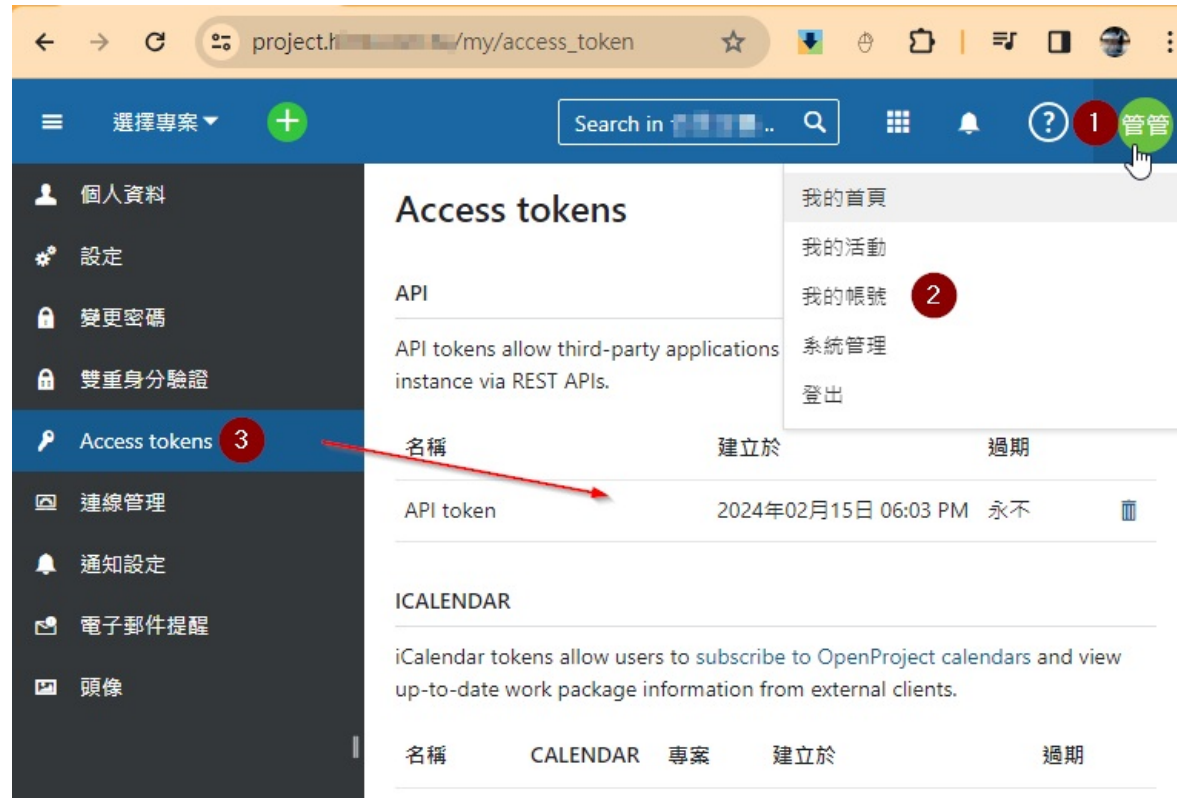 project.h /my/access_token
選擇專案
Search in ..
?
1
管管
個人資料
設定
變更密碼
雙重身分驗證
Access tokens 3
連線管理
通知設定
電子郵件提醒
頭像
我的首頁
我的活動
我的帳號 2
系統管理
登出
Access tokens
API
API tokens allow third-party applications
instance via REST APIs.
名稱 建立於 過期
API token 2024年02月15日 06:03 PM 永不
ICALENDAR
iCalendar tokens allow users to subscribe to OpenProject calendars and view
up-to-date work package information from external clients.
名稱 CALENDAR 專案 建立於 過期